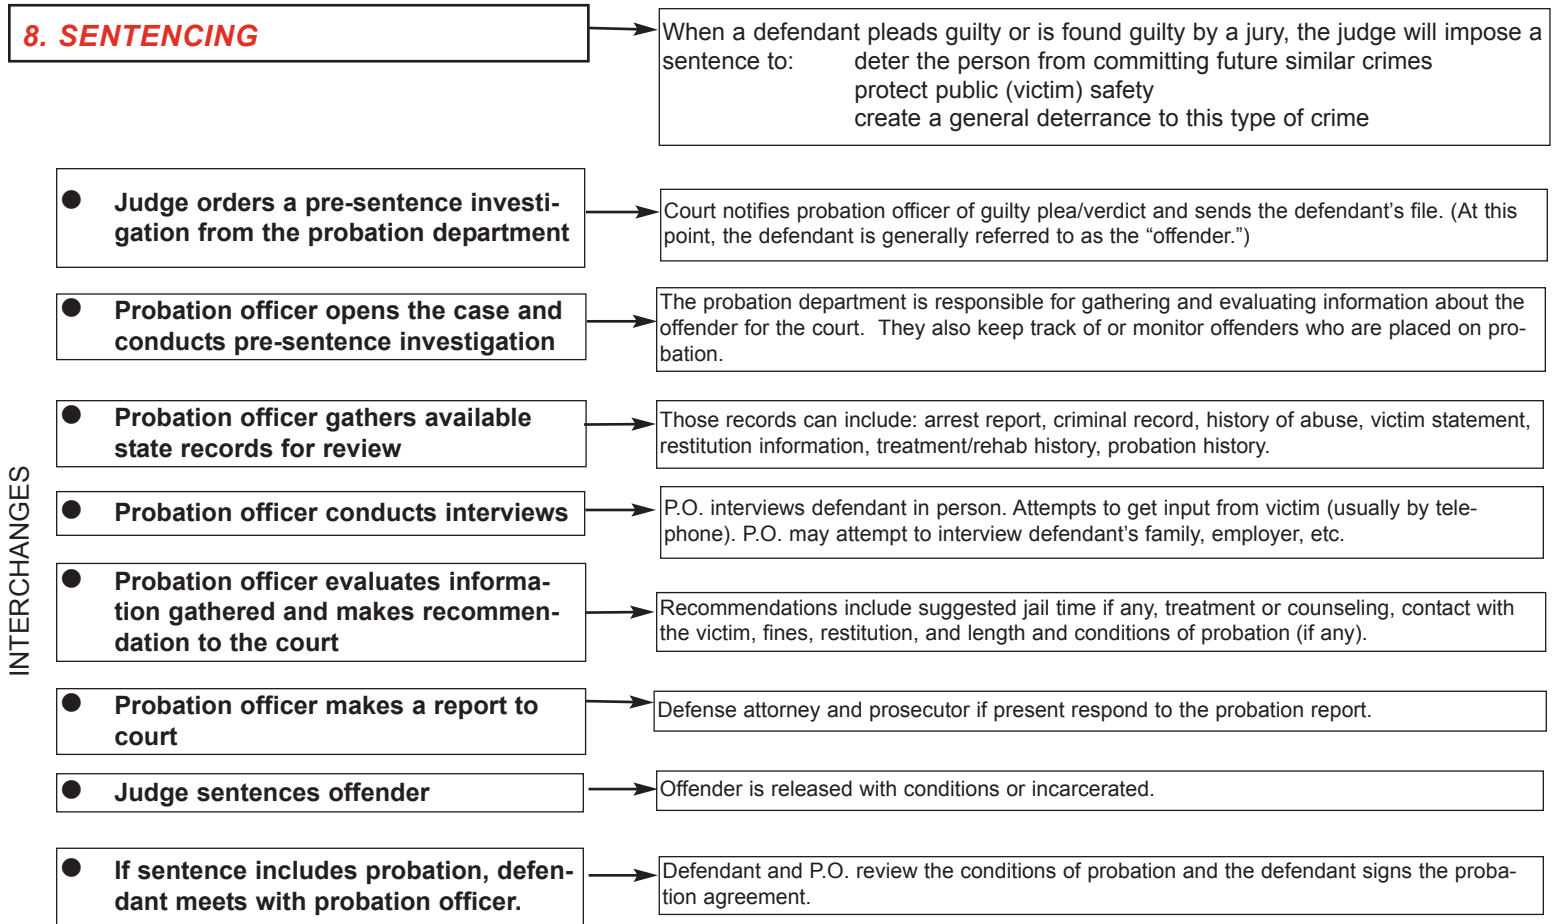 8. SENTENCING
When a defendant pleads guilty or is found guilty by a jury, the judge will impose a
sentence to: deter the person from committing future similar crimes
protect public (victim) safety
create a general deterrance to this type of crime
INTERCHANGES
● Judge orders a pre-sentence investi-
gation from the probation department
Court notifies probation officer of guilty plea/verdict and sends the defendant’s file. (At this
point, the defendant is generally referred to as the “offender.”)
● Probation officer opens the case and
conducts pre-sentence investigation
The probation department is responsible for gathering and evaluating information about the
offender for the court. They also keep track of or monitor offenders who are placed on pro-
bation.
● Probation officer gathers available
state records for review
Those records can include: arrest report, criminal record, history of abuse, victim statement,
restitution information, treatment/rehab history, probation history.
● Probation officer conducts interviews
P.O. interviews defendant in person. Attempts to get input from victim (usually by tele-
phone). P.O. may attempt to interview defendant’s family, employer, etc.
● Probation officer evaluates informa-
tion gathered and makes recommen-
dation to the court
Recommendations include suggested jail time if any, treatment or counseling, contact with
the victim, fines, restitution, and length and conditions of probation (if any).
● Probation officer makes a report to
court
Defense attorney and prosecutor if present respond to the probation report.
● Judge sentences offender
Offender is released with conditions or incarcerated.
● If sentence includes probation, defen-
dant meets with probation officer.
Defendant and P.O. review the conditions of probation and the defendant signs the proba-
tion agreement.